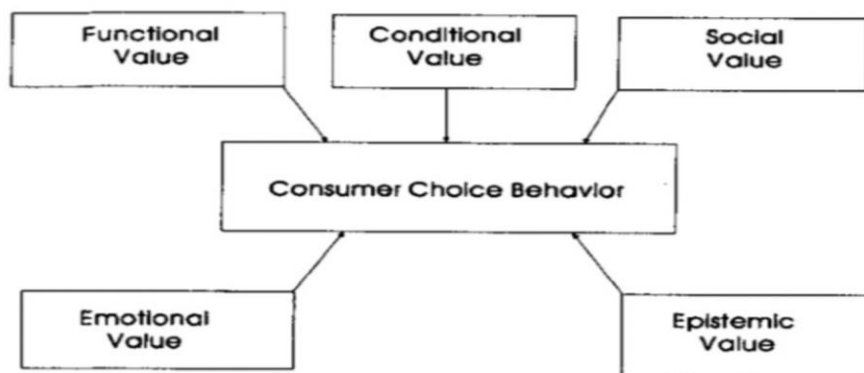 Functional
Value
Conditional
Value
Social
Value
Consumer Choice Behavior
Emotional
Value
Epistemic
Value